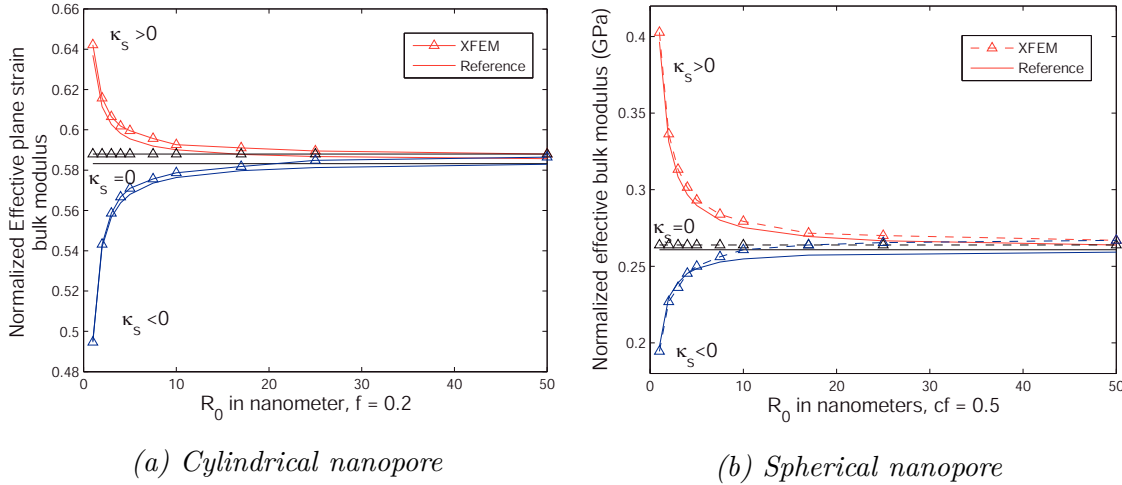 0.66
0.64
0.62
0.60
0.58
0.56
0.54
0.52
0.5
0.48
0 10 20 30 40 50
Normalized Effective plane strain
bulk modulus
R0 in nanometer, f = 0.2
κS >0
κS =0
κS <0
XFEM
Reference
(a) Cylindrical nanopore
0.4
0.35
0.3
0.25
0.2
0 10 20 30 40 50
Normalized effective bulk modulus (GPa)
R0 in nanometers, cf = 0.5
κS>0
κS=0
κS<0
XFEM
Reference
(b) Spherical nanopore